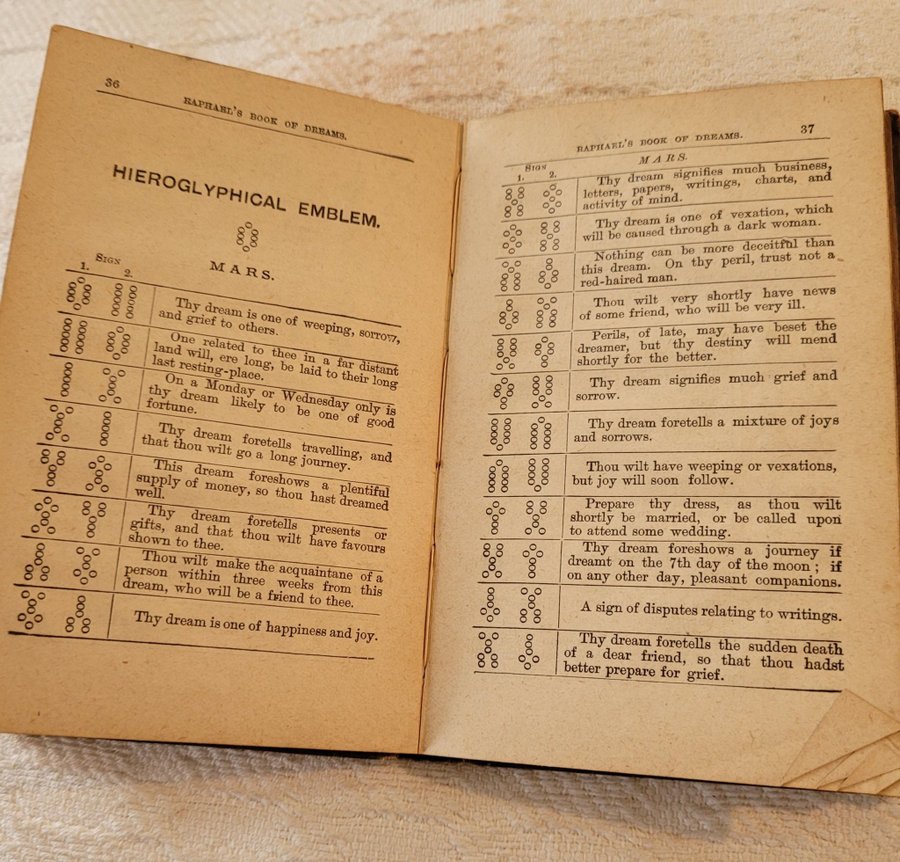 36
RAPHAEL'S BOOK OF DREAMS.
HIEROGLYPHICAL EMBLEM.
MARS.
SIGN
1. 2.
Thy dream is one of weeping, sorrow,
and grief to others.
One related to thee in a far distant
land will, ere long, be laid to their long
last resting-place.
On a Monday or Wednesday only is
thy dream likely to be one of good
fortune.
Thy dream foretells travelling, and
that thou wilt go a long journey.
This dream foreshows a plentiful
supply of money, so thou hast dreamed
well.
Thy dream foretells presents or
gifts, and that thou wilt have favours
shown to thee.
Thou wilt make the acquaintane of a
person within three weeks from this
dream, who will be a friend to thee.
Thy dream is one of happiness and joy.
RAPHAEL'S BOOK OF DREAMS. 37
MARS.
SIGN
1. 2.
Thy dream signifies much business,
letters, papers, writings, charts, and
activity of mind.
Thy dream is one of vexation, which
will be caused through a dark woman.
Nothing can be more deceitful than
this dream. On thy peril, trust not a
red-haired man.
Thou wilt very shortly have news
of some friend, who will be very ill.
Perils, of late, may have beset the
dreamer, but thy destiny will mend
shortly for the better.
Thy dream signifies much grief and
sorrow.
Thy dream foretells a mixture of joys
and sorrows.
Thou wilt have weeping or vexations,
but joy will soon follow.
Prepare thy dress, as thou wilt
shortly be married, or be called upon
to attend some wedding.
Thy dream foreshows a journey if
dreamt on the 7th day of the moon; if
on any other day, pleasant companions.
A sign of disputes relating to writings.
Thy dream foretells the sudden death
of a dear friend, so that thou hadst
better prepare for grief.